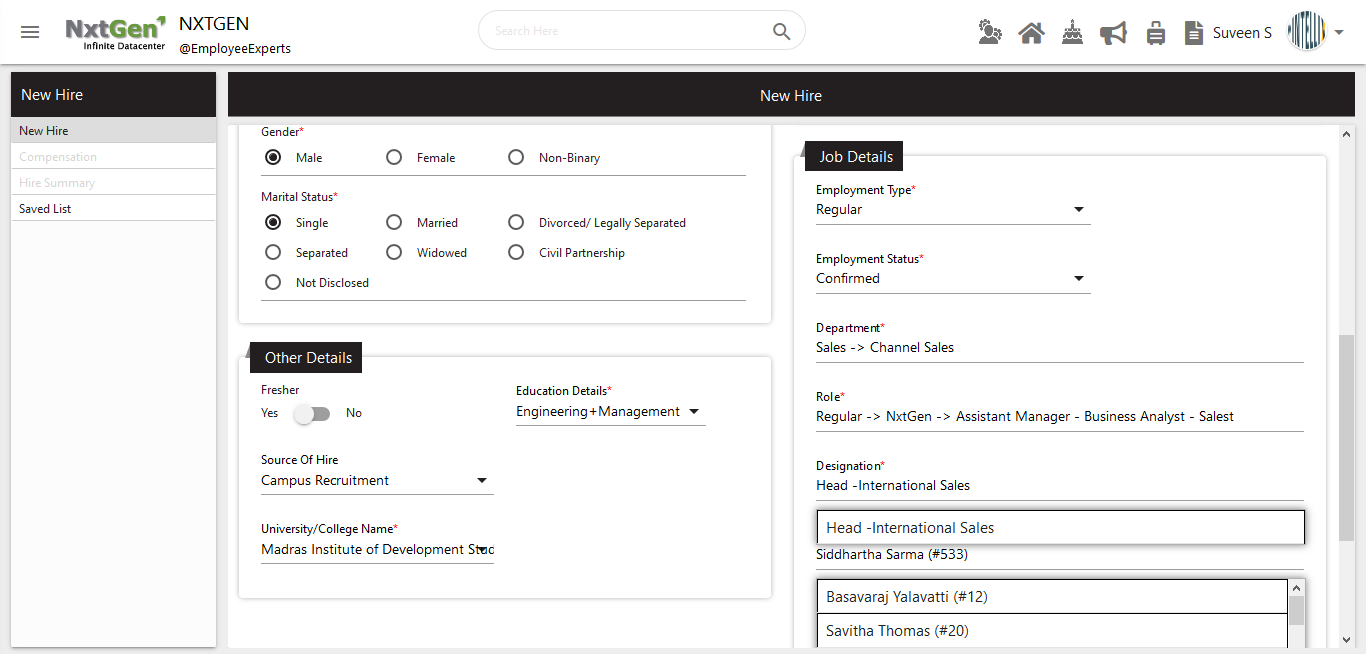 NxtGen
Infinite Datacenter
NXTGEN
@EmployeeExperts
Search Here
Suveen S
New Hire
New Hire
Compensation
Hire Summary
Saved List
New Hire
Gender*
Male
Female
Non-Binary
Marital Status*
Single
Married
Divorced/ Legally Separated
Separated
Widowed
Civil Partnership
Not Disclosed
Other Details
Fresher
Yes
No
Education Details*
Engineering+Management
Source Of Hire
Campus Recruitment
University/College Name*
Madras Institute of Development Stud
Job Details
Employment Type*
Regular
Employment Status*
Confirmed
Department*
Sales -> Channel Sales
Role*
Regular -> NxtGen -> Assistant Manager - Business Analyst - Salest
Designation*
Head -International Sales
Head -International Sales
Siddhartha Sarma (#533)
Basavaraj Yalavatti (#12)
Savitha Thomas (#20)